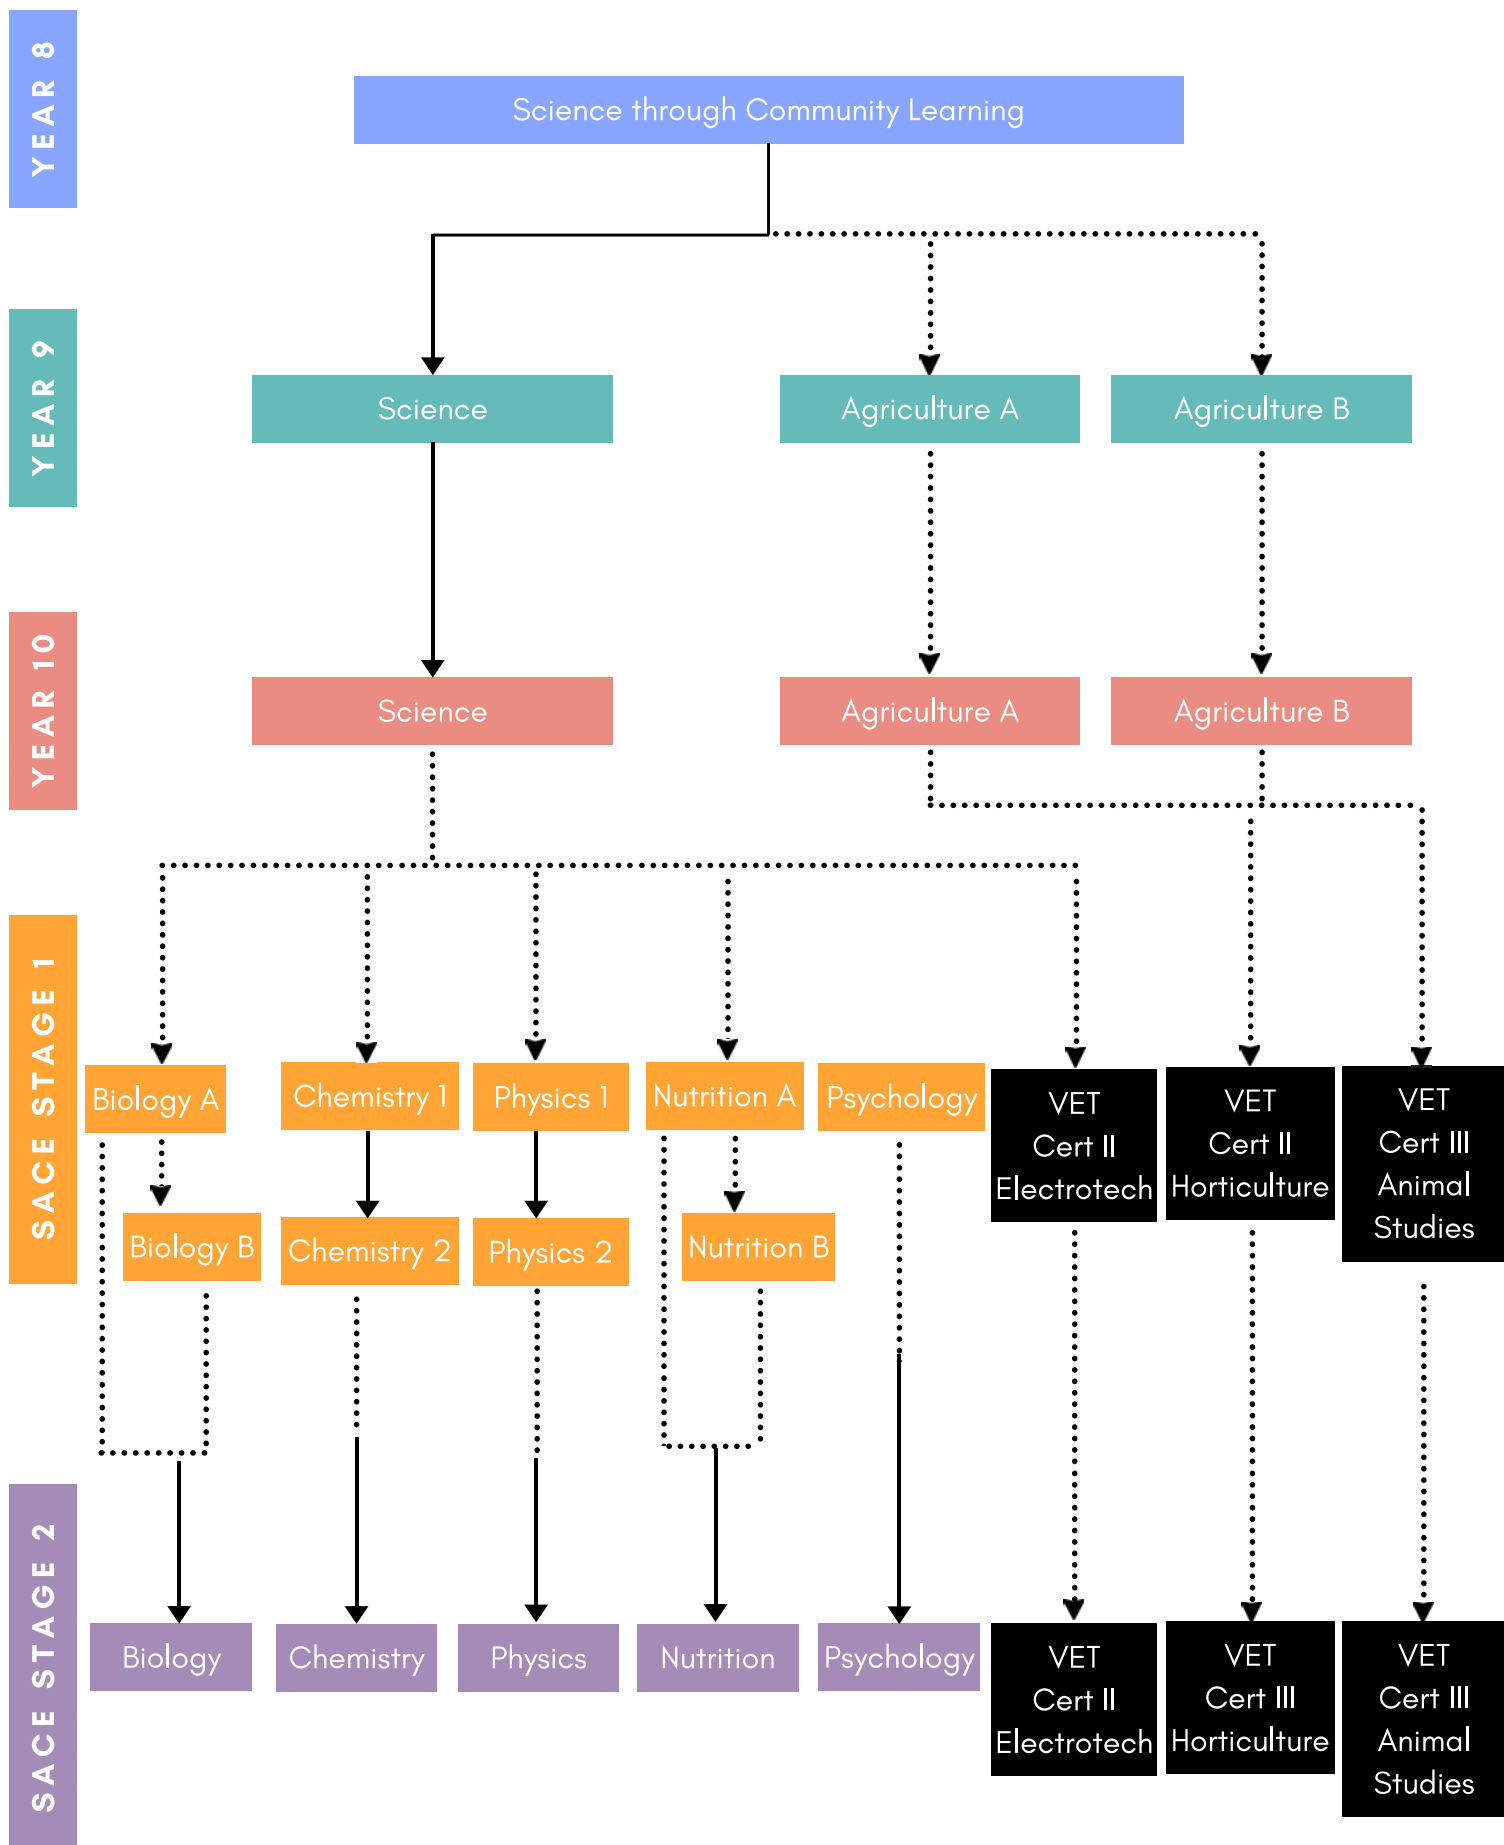 YEAR 8
Science through Community Learning
YEAR 9
Science
Agriculture A
Agriculture B
YEAR 10
Science
Agriculture A
Agriculture B
SACE STAGE 1
Biology A
Chemistry 1
Physics 1
Nutrition A
Psychology
VET
Cert II
Electrotech
VET
Cert II
Horticulture
VET
Cert III
Animal
Studies
Biology B
Chemistry 2
Physics 2
Nutrition B
SACE STAGE 2
Biology
Chemistry
Physics
Nutrition
Psychology
VET
Cert II
Electrotech
VET
Cert III
Horticulture
VET
Cert III
Animal
Studies